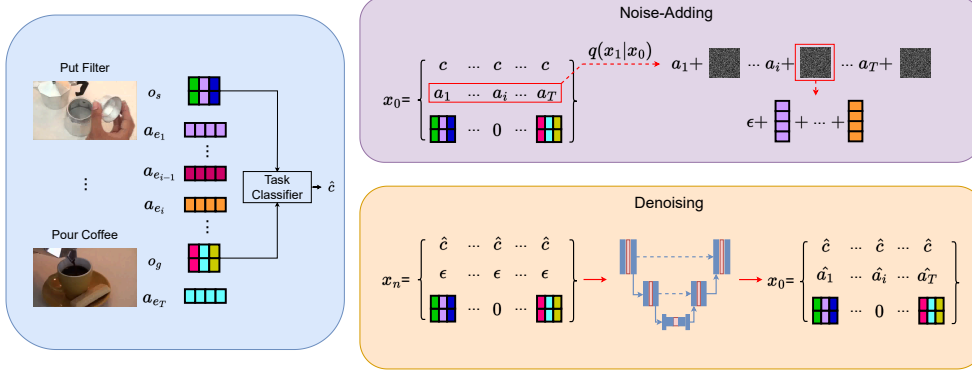 Put Filter
o_s
a_{e_1}
⋮
a_{e_{i-1}}
...
Task
Classifier
ĉ
a_{e_i}
⋮
Pour Coffee
o_g
a_{e_T}
Noise-Adding
q(x_1|x_0)
c ... c ... c
x_0= a_1 ... a_i ... a_T
... 0 ...
a_1+ ... a_i+ ... a_T+
ϵ+ + ... +
Denoising
ĉ ... ĉ ... ĉ
x_n= ϵ ... ϵ ... ϵ
... 0 ...
ĉ ... ĉ ... ĉ
x_0= â_1 ... â_i ... â_T
... 0 ...